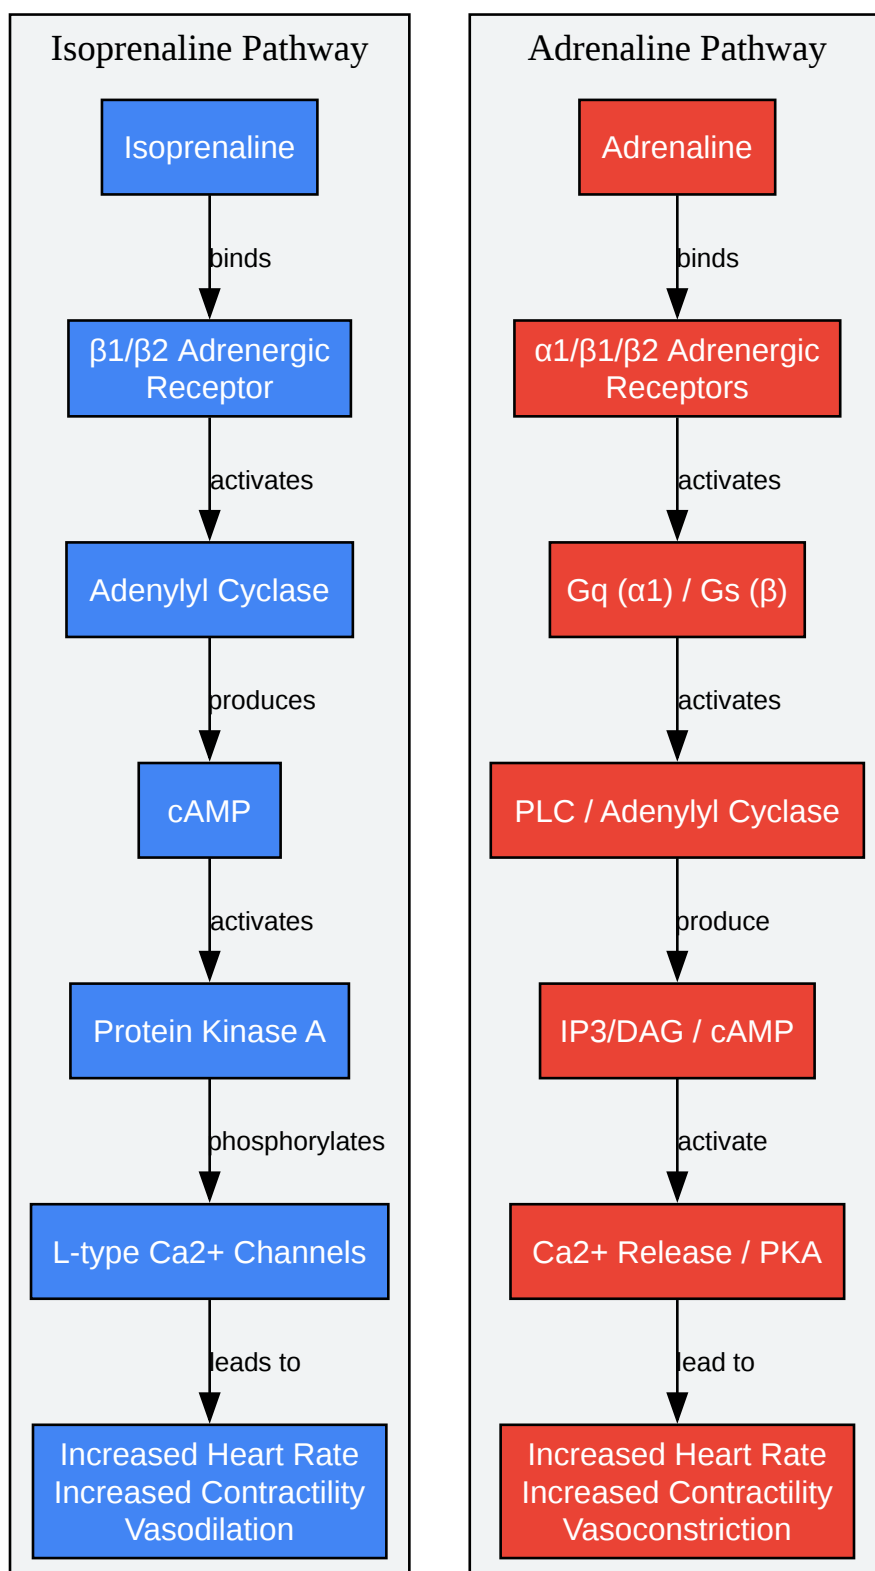 Isoprenaline Pathway
Isoprenaline
binds
β1/β2 Adrenergic
Receptor
activates
Adenylyl Cyclase
produces
cAMP
activates
Protein Kinase A
phosphorylates
L-type Ca2+ Channels
leads to
Increased Heart Rate
Increased Contractility
Vasodilation
Adrenaline Pathway
Adrenaline
binds
α1/β1/β2 Adrenergic
Receptors
activates
Gq (α1) / Gs (β)
activates
PLC / Adenylyl Cyclase
produce
IP3/DAG / cAMP
activate
Ca2+ Release / PKA
lead to
Increased Heart Rate
Increased Contractility
Vasoconstriction